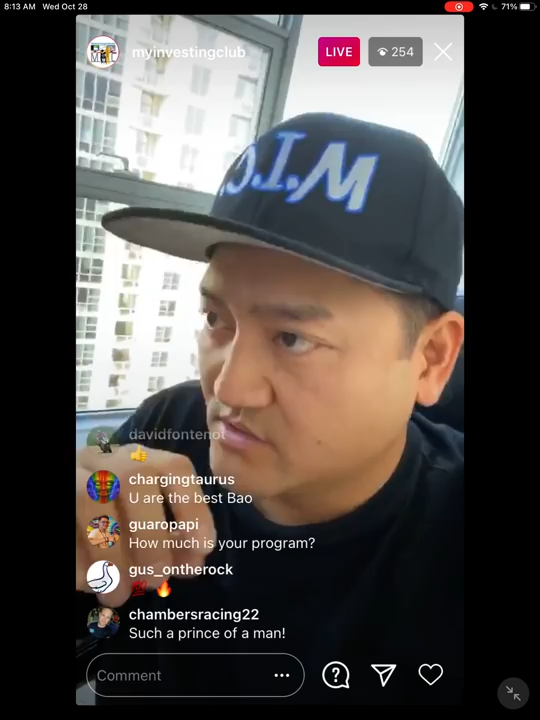 8:13 AM Wed Oct 28
71%
myinvestingclub
LIVE
254
M.I.C.
davidfontenot
👍
chargingtaurus
U are the best Bao
guaropapi
How much is your program?
gus_ontherock
💯 🔥
chambersracing22
Such a prince of a man!
Comment